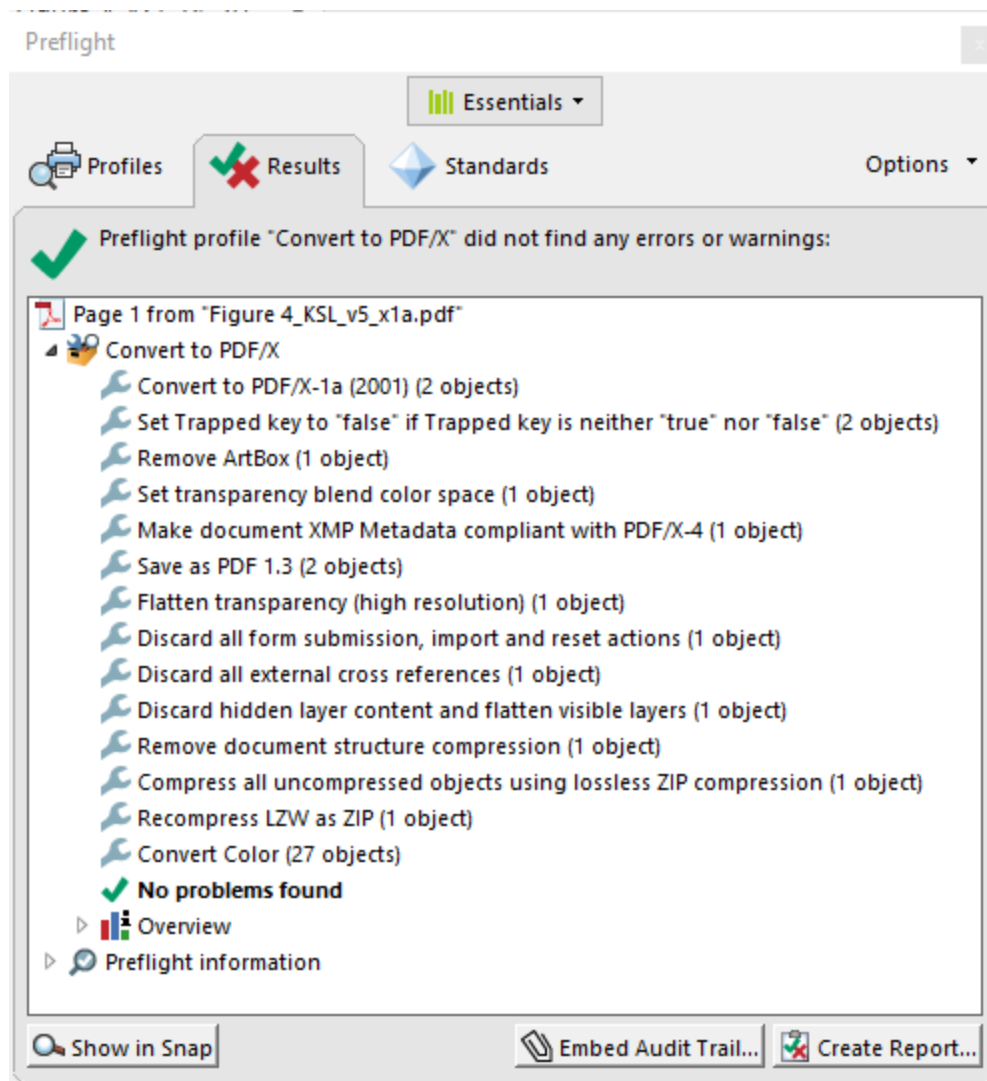 Preflight
x
Essentials
Profiles
Results
Standards
Options
Preflight profile "Convert to PDF/X" did not find any errors or warnings:
Page 1 from "Figure 4_KSL_v5_x1a.pdf"
Convert to PDF/X
Convert to PDF/X-1a (2001) (2 objects)
Set Trapped key to "false" if Trapped key is neither "true" nor "false" (2 objects)
Remove ArtBox (1 object)
Set transparency blend color space (1 object)
Make document XMP Metadata compliant with PDF/X-4 (1 object)
Save as PDF 1.3 (2 objects)
Flatten transparency (high resolution) (1 object)
Discard all form submission, import and reset actions (1 object)
Discard all external cross references (1 object)
Discard hidden layer content and flatten visible layers (1 object)
Remove document structure compression (1 object)
Compress all uncompressed objects using lossless ZIP compression (1 object)
Recompress LZW as ZIP (1 object)
Convert Color (27 objects)
No problems found
Overview
Preflight information
Show in Snap
Embed Audit Trail...
Create Report...